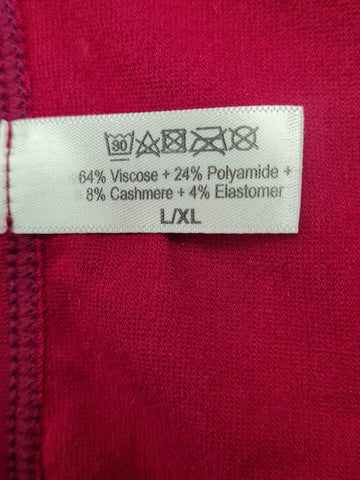 30
64% Viscose + 24% Polyamide +
8% Cashmere + 4% Elastomer
L/XL